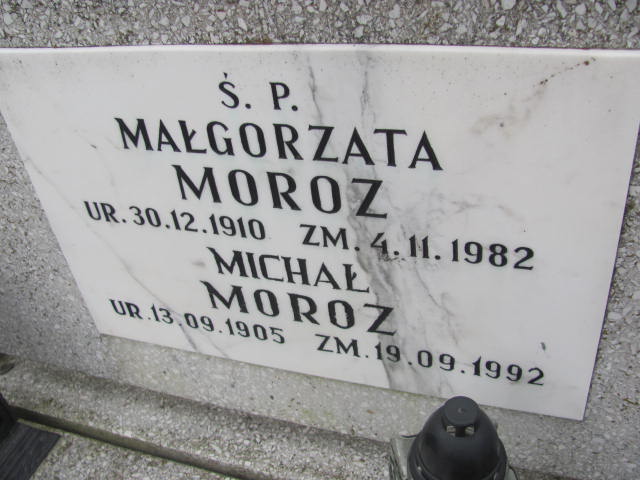 Ś. P.
MAŁGORZATA
MOROZ
UR. 30.12.1910 ZM. 4.11.1982
MICHAŁ
MOROZ
UR.13.09.1905 ZM.19.09.1992